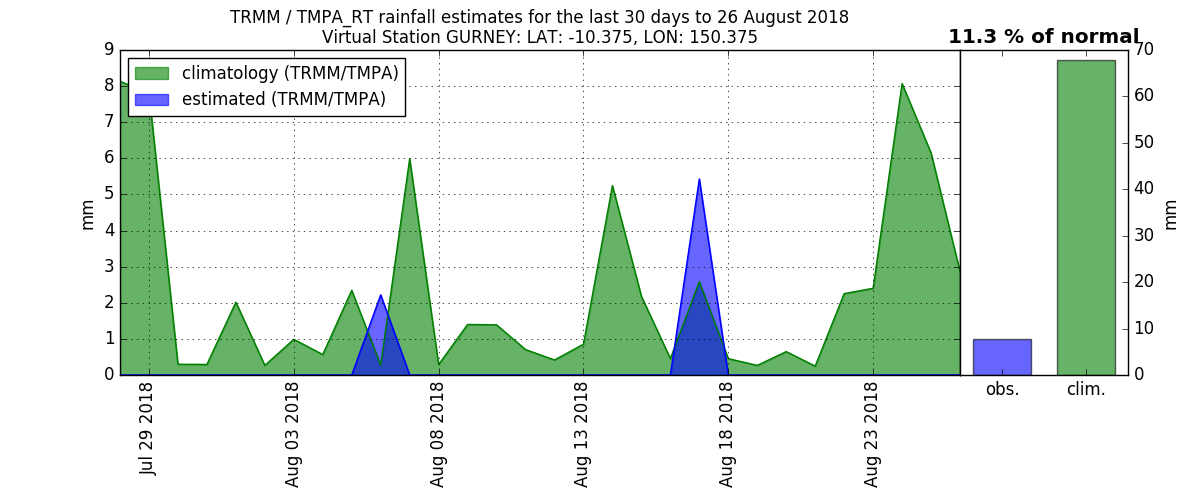 TRMM / TMPA_RT rainfall estimates for the last 30 days to 26 August 2018
Virtual Station GURNEY: LAT: -10.375, LON: 150.375
11.3 % of normal
climatology (TRMM/TMPA)
estimated (TRMM/TMPA)
9
8
7
6
5
4
3
2
1
0
mm
Jul 29 2018
Aug 03 2018
Aug 08 2018
Aug 13 2018
Aug 18 2018
Aug 23 2018
70
60
50
40
30
20
10
0
mm
obs.
clim.